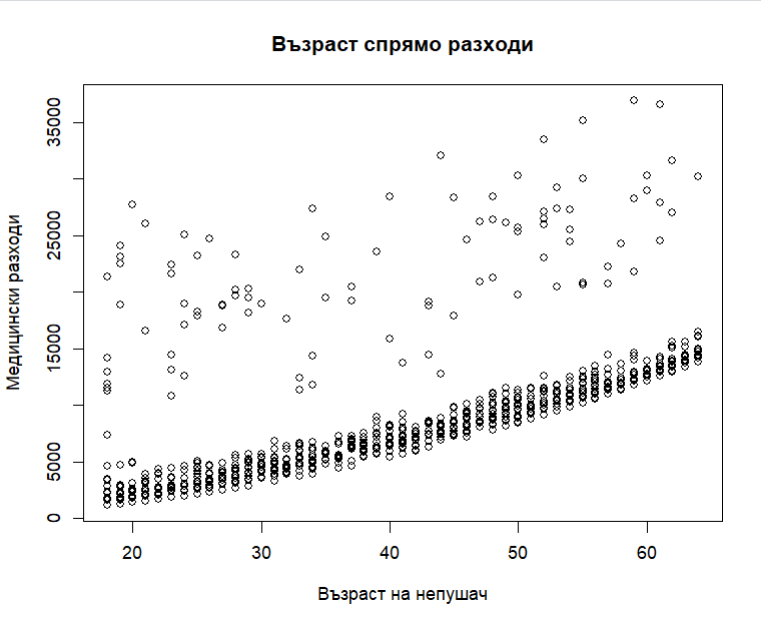 Възраст спрямо разходи
Медицински разходи
35000
25000
15000
5000
0
20 30 40 50 60
Възраст на непушач